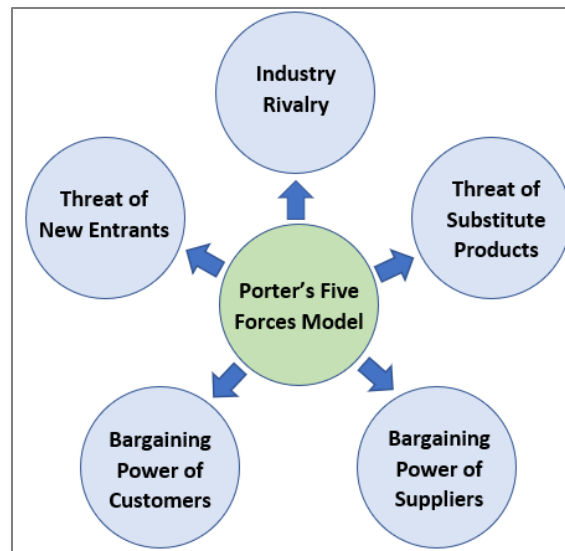 Industry
Rivalry
Threat of
New Entrants
Threat of
Substitute
Products
Porter’s Five
Forces Model
Bargaining
Power of
Customers
Bargaining
Power of
Suppliers